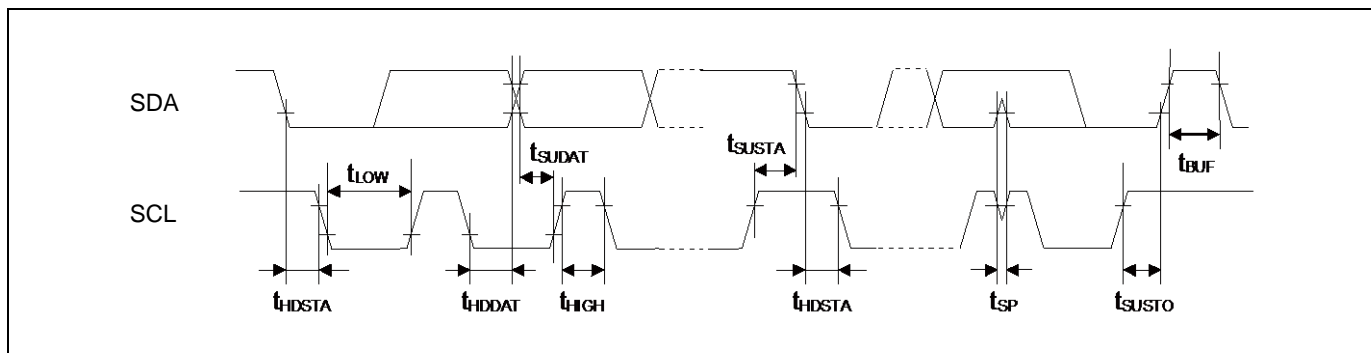 SDA
tSUDAT
tSUSTA
tBUF
tLOW
SCL
tHDSTA
tHDDAT
tHIGH
tHDSTA
tSP
tSUSTO